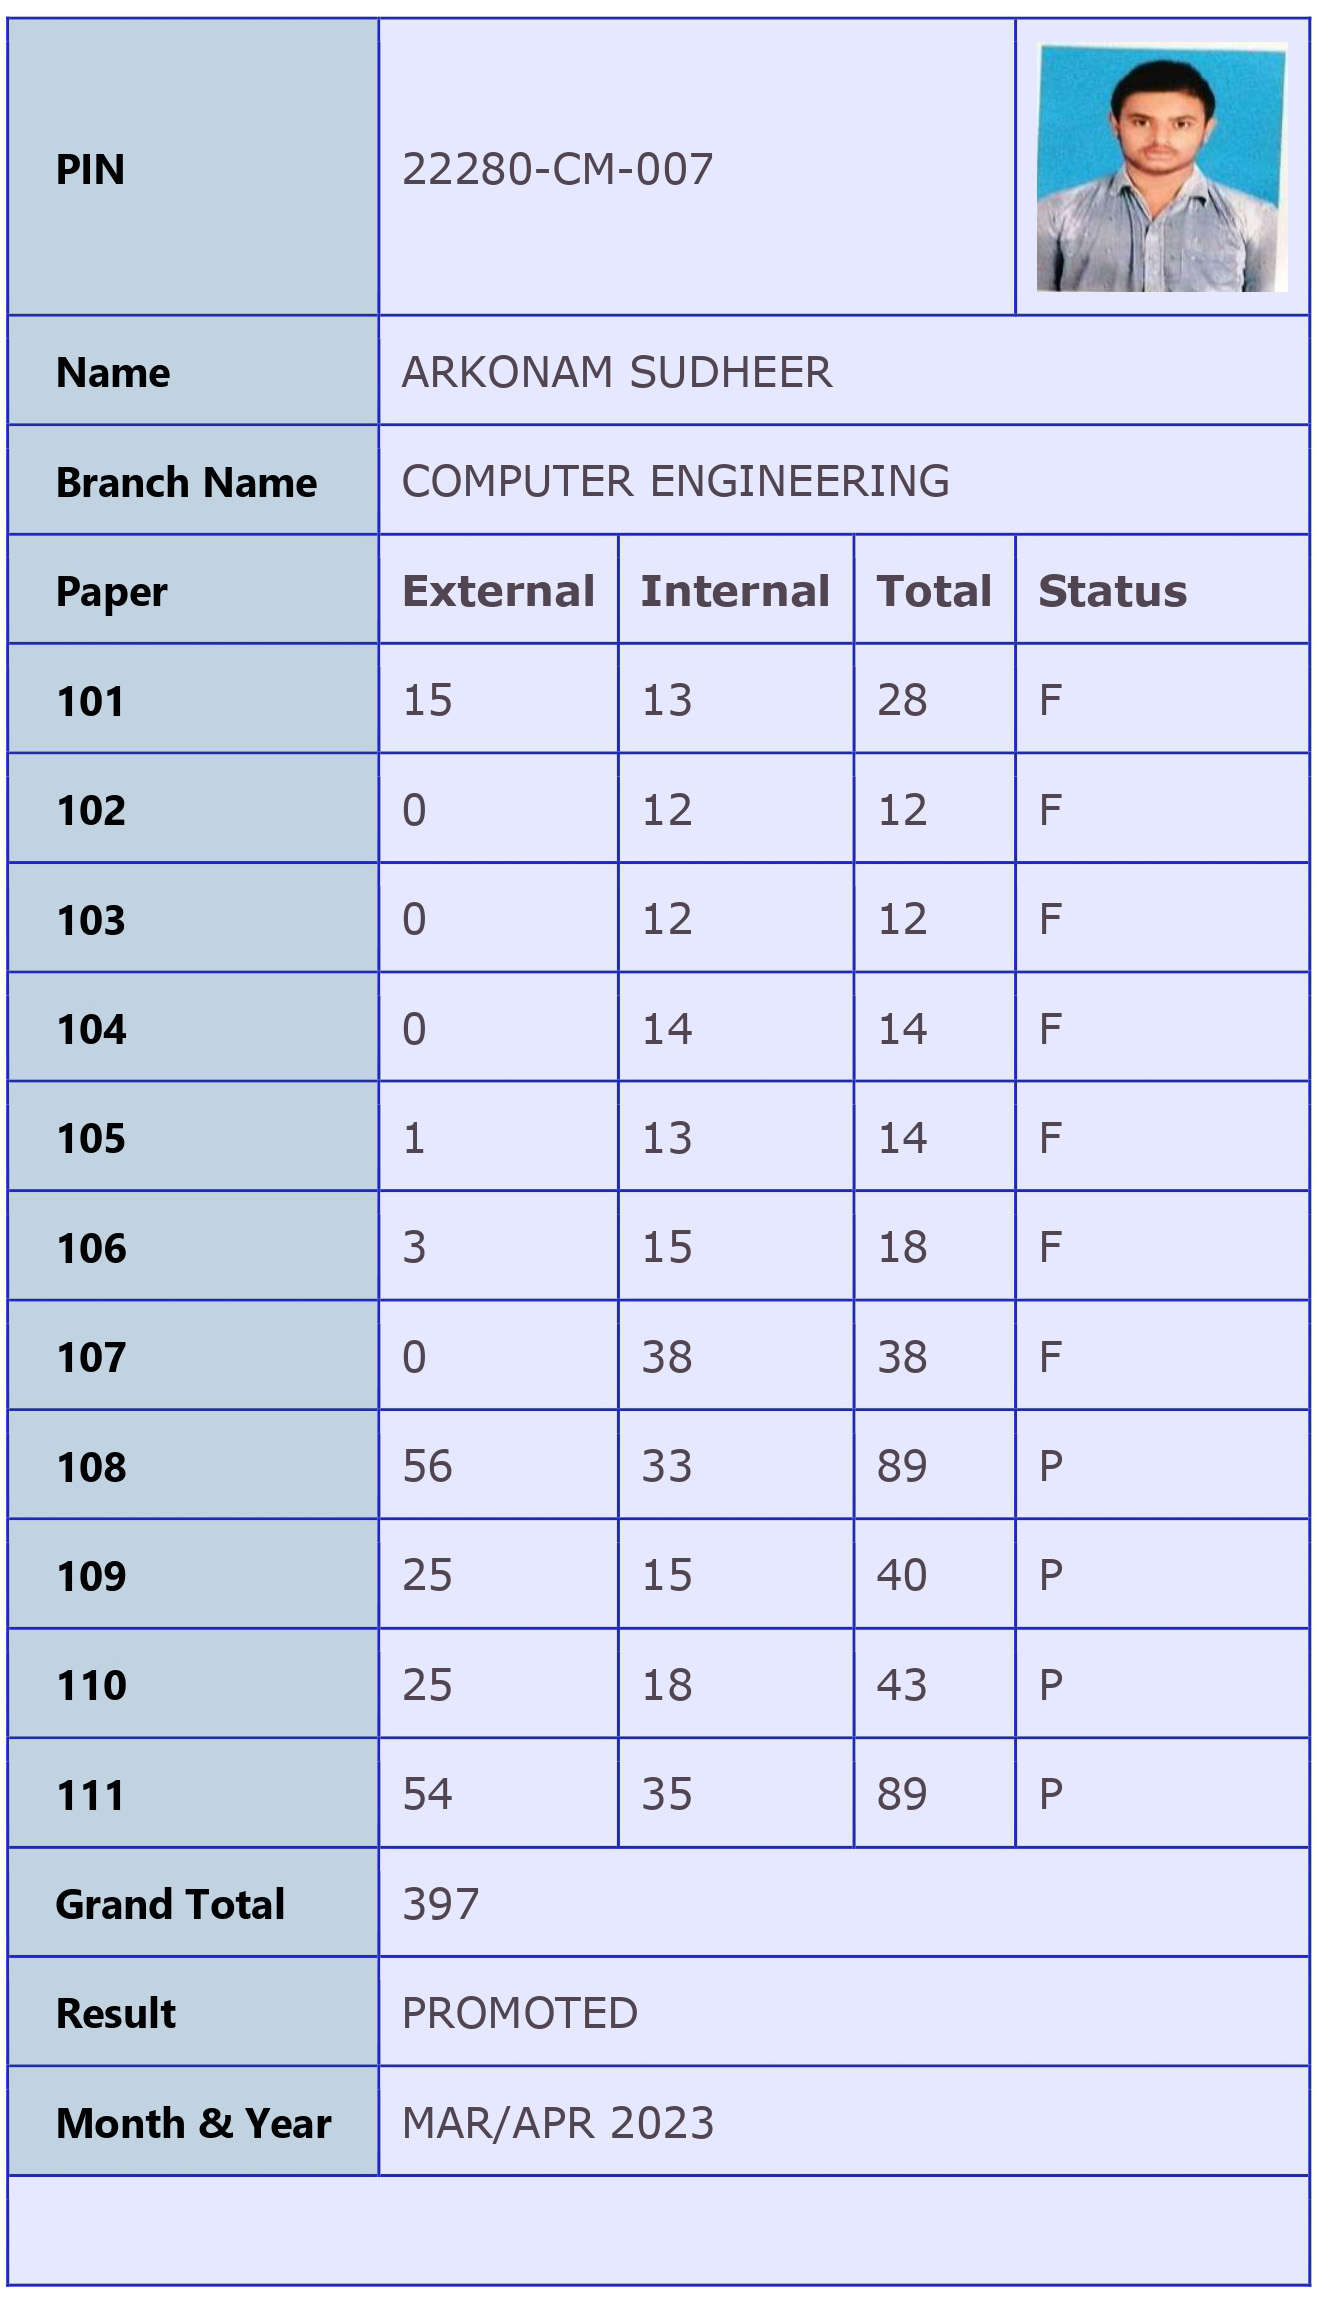 PIN 22280-CM-007
Name ARKONAM SUDHEER
Branch Name COMPUTER ENGINEERING
Paper External Internal Total Status
101 15 13 28 F
102 0 12 12 F
103 0 12 12 F
104 0 14 14 F
105 1 13 14 F
106 3 15 18 F
107 0 38 38 F
108 56 33 89 P
109 25 15 40 P
110 25 18 43 P
111 54 35 89 P
Grand Total 397
Result PROMOTED
Month & Year MAR/APR 2023